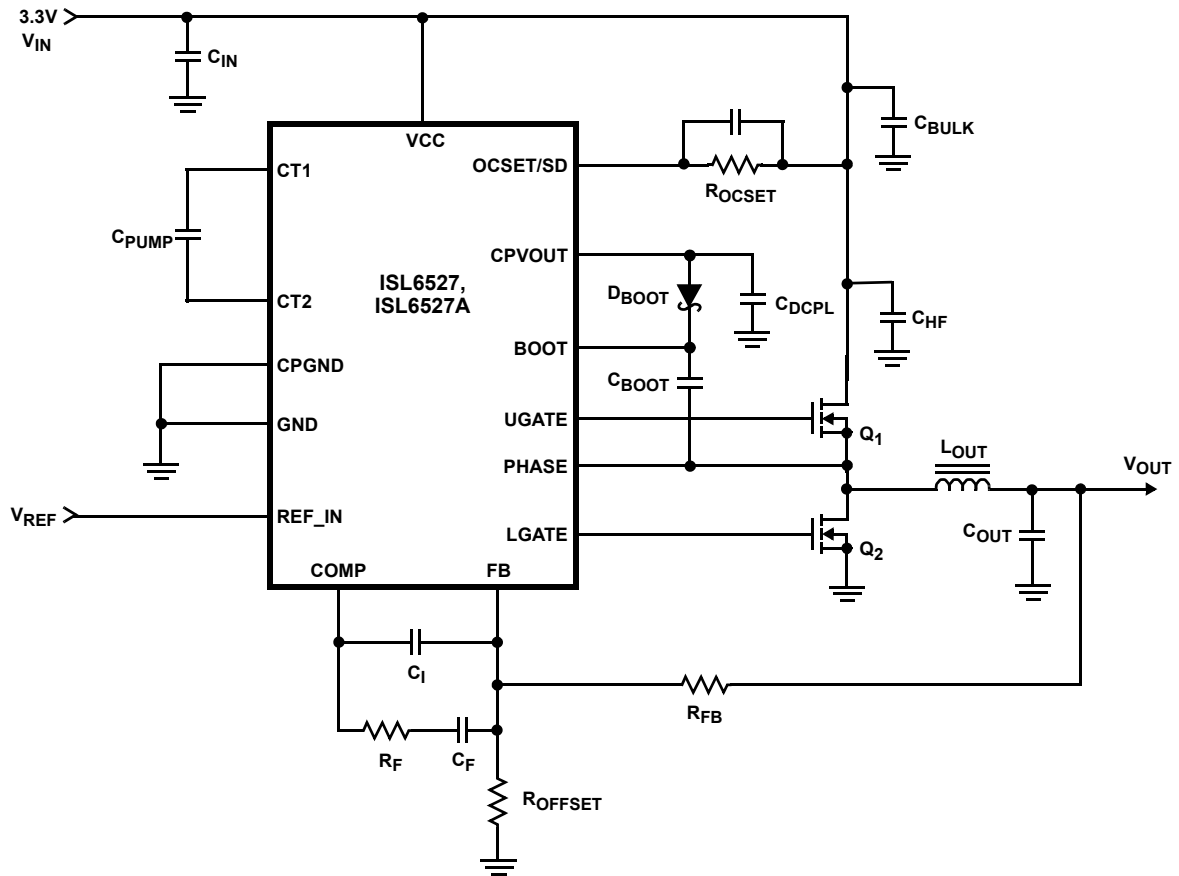 3.3V
VIN
CIN
CBULK
VCC
OCSET/SD
ROCSET
CT1
CPUMP
CT2
ISL6527,
ISL6527A
CPVOUT
DBOOT
CDCPL
CHF
BOOT
CBOOT
CPGND
GND
UGATE
Q1
PHASE
LOUT
VOUT
VREF
REF_IN
LGATE
Q2
COUT
COMP
FB
CI
RFB
RF
CF
ROFFSET